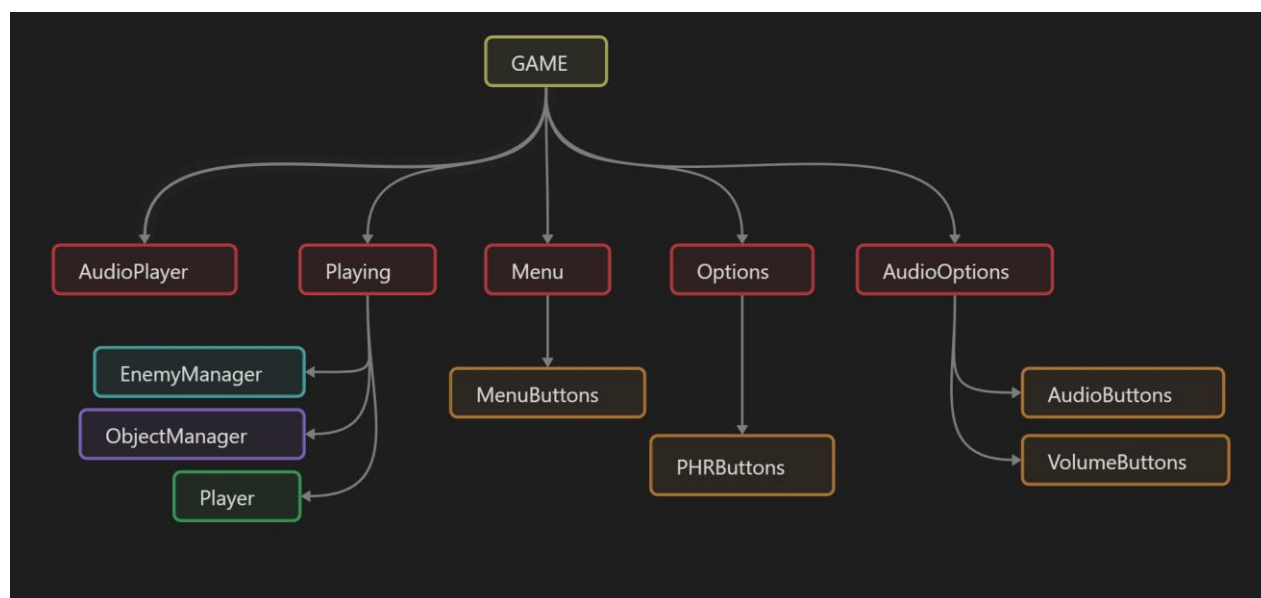 GAME
AudioPlayer
Playing
Menu
Options
AudioOptions
EnemyManager
ObjectManager
Player
MenuButtons
PHRButtons
AudioButtons
VolumeButtons